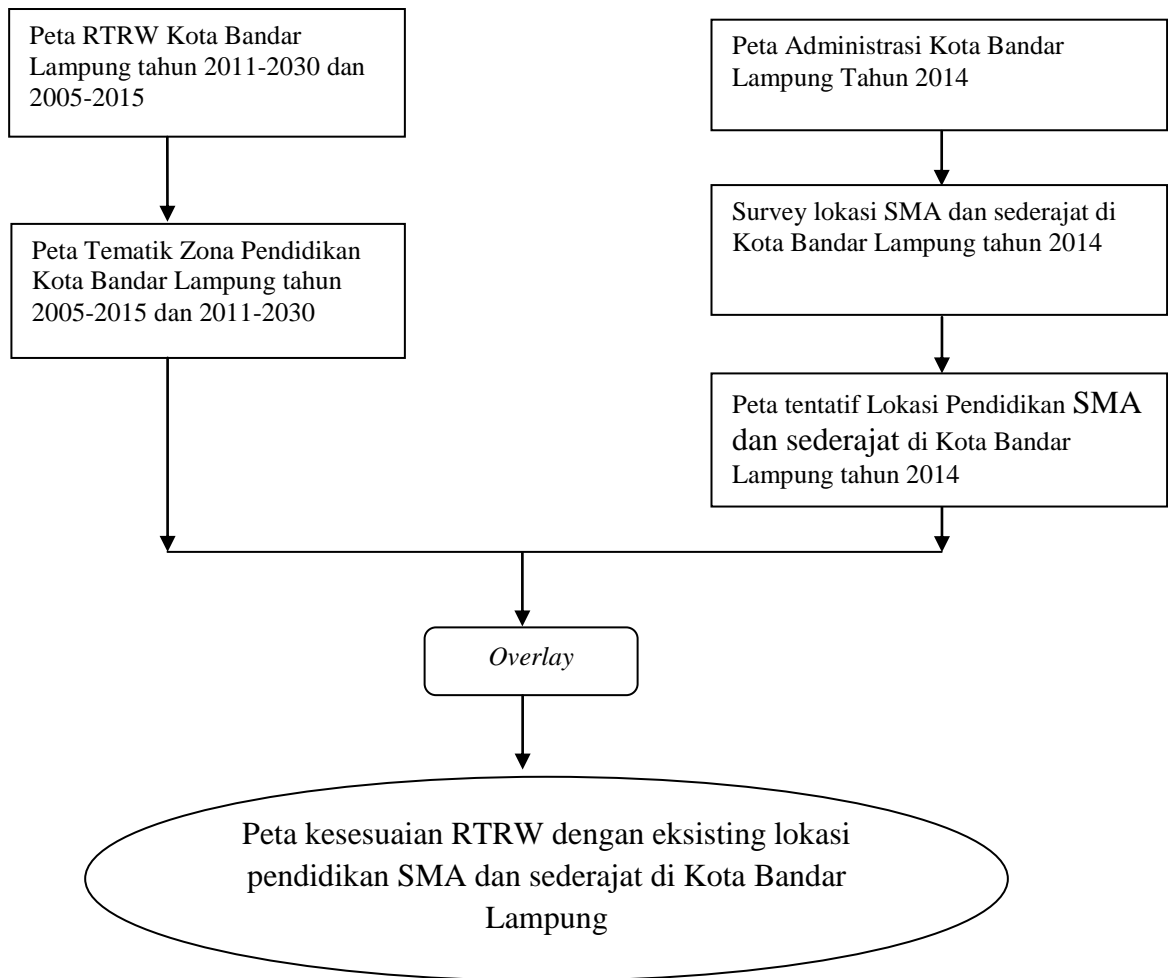 Peta RTRW Kota Bandar
Lampung tahun 2011-2030 dan
2005-2015
Peta Tematik Zona Pendidikan
Kota Bandar Lampung tahun
2005-2015 dan 2011-2030
Peta Administrasi Kota Bandar
Lampung Tahun 2014
Survey lokasi SMA dan sederajat di
Kota Bandar Lampung tahun 2014
Peta tentatif Lokasi Pendidikan SMA
dan sederajat di Kota Bandar
Lampung tahun 2014
Overlay
Peta kesesuaian RTRW dengan eksisting lokasi
pendidikan SMA dan sederajat di Kota Bandar
Lampung